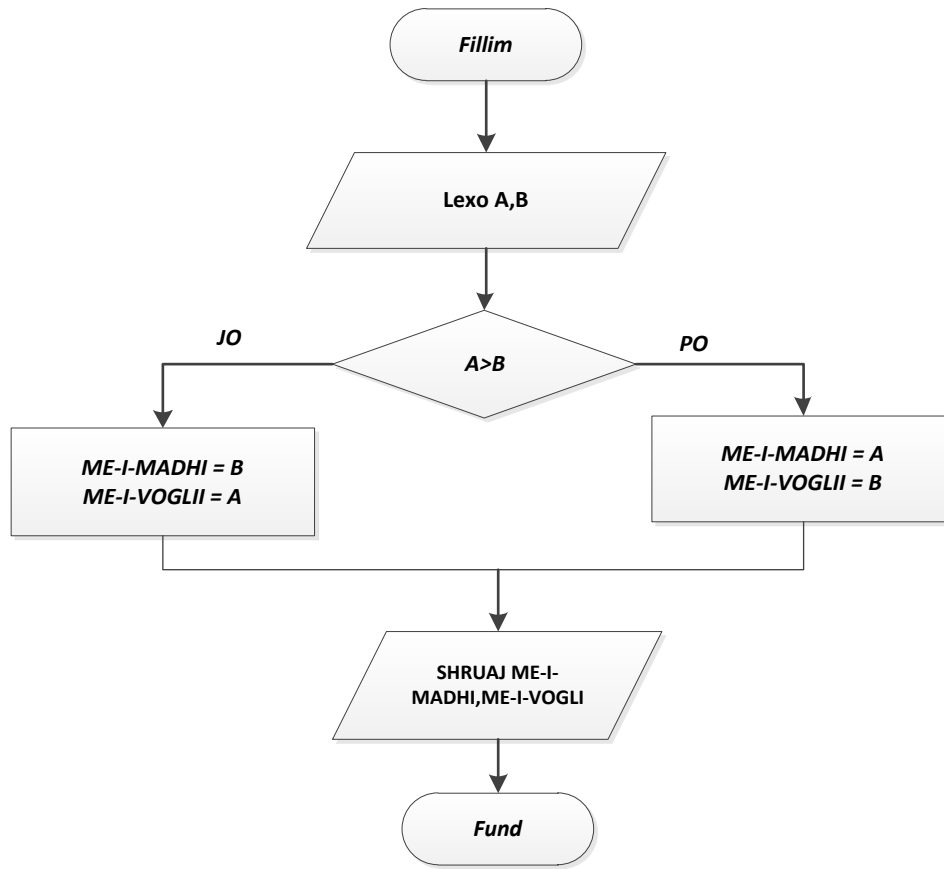 Fillim
Lexo A,B
JO
A>B
PO
ME-I-MADHI = B
ME-I-VOGLII = A
ME-I-MADHI = A
ME-I-VOGLII = B
SHRUAJ ME-I-
MADHI,ME-I-VOGLI
Fund